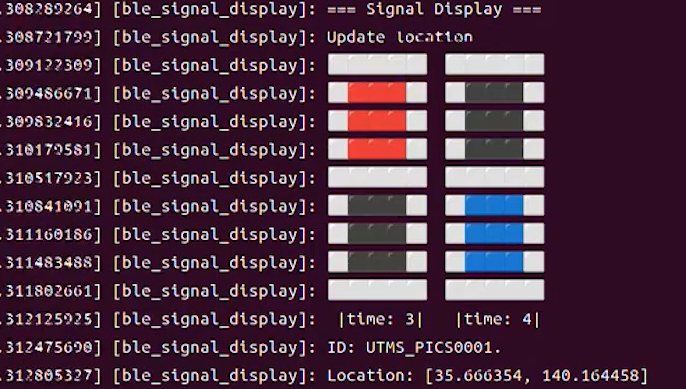 .308289264] [ble_signal_display]: === Signal Display ===
.308721799] [ble_signal_display]: Update location
.309122309] [ble_signal_display]:
.309486671] [ble_signal_display]:
.309832416] [ble_signal_display]:
.310179581] [ble_signal_display]:
.310517923] [ble_signal_display]:
.310841091] [ble_signal_display]:
.311160186] [ble_signal_display]:
.311483488] [ble_signal_display]:
.311802661] [ble_signal_display]:
.312125925] [ble_signal_display]: |time: 3| |time: 4|
.312475690] [ble_signal_display]: ID: UTMS_PICS0001.
.312805327] [ble_signal_display]: Location: [35.666354, 140.164458]